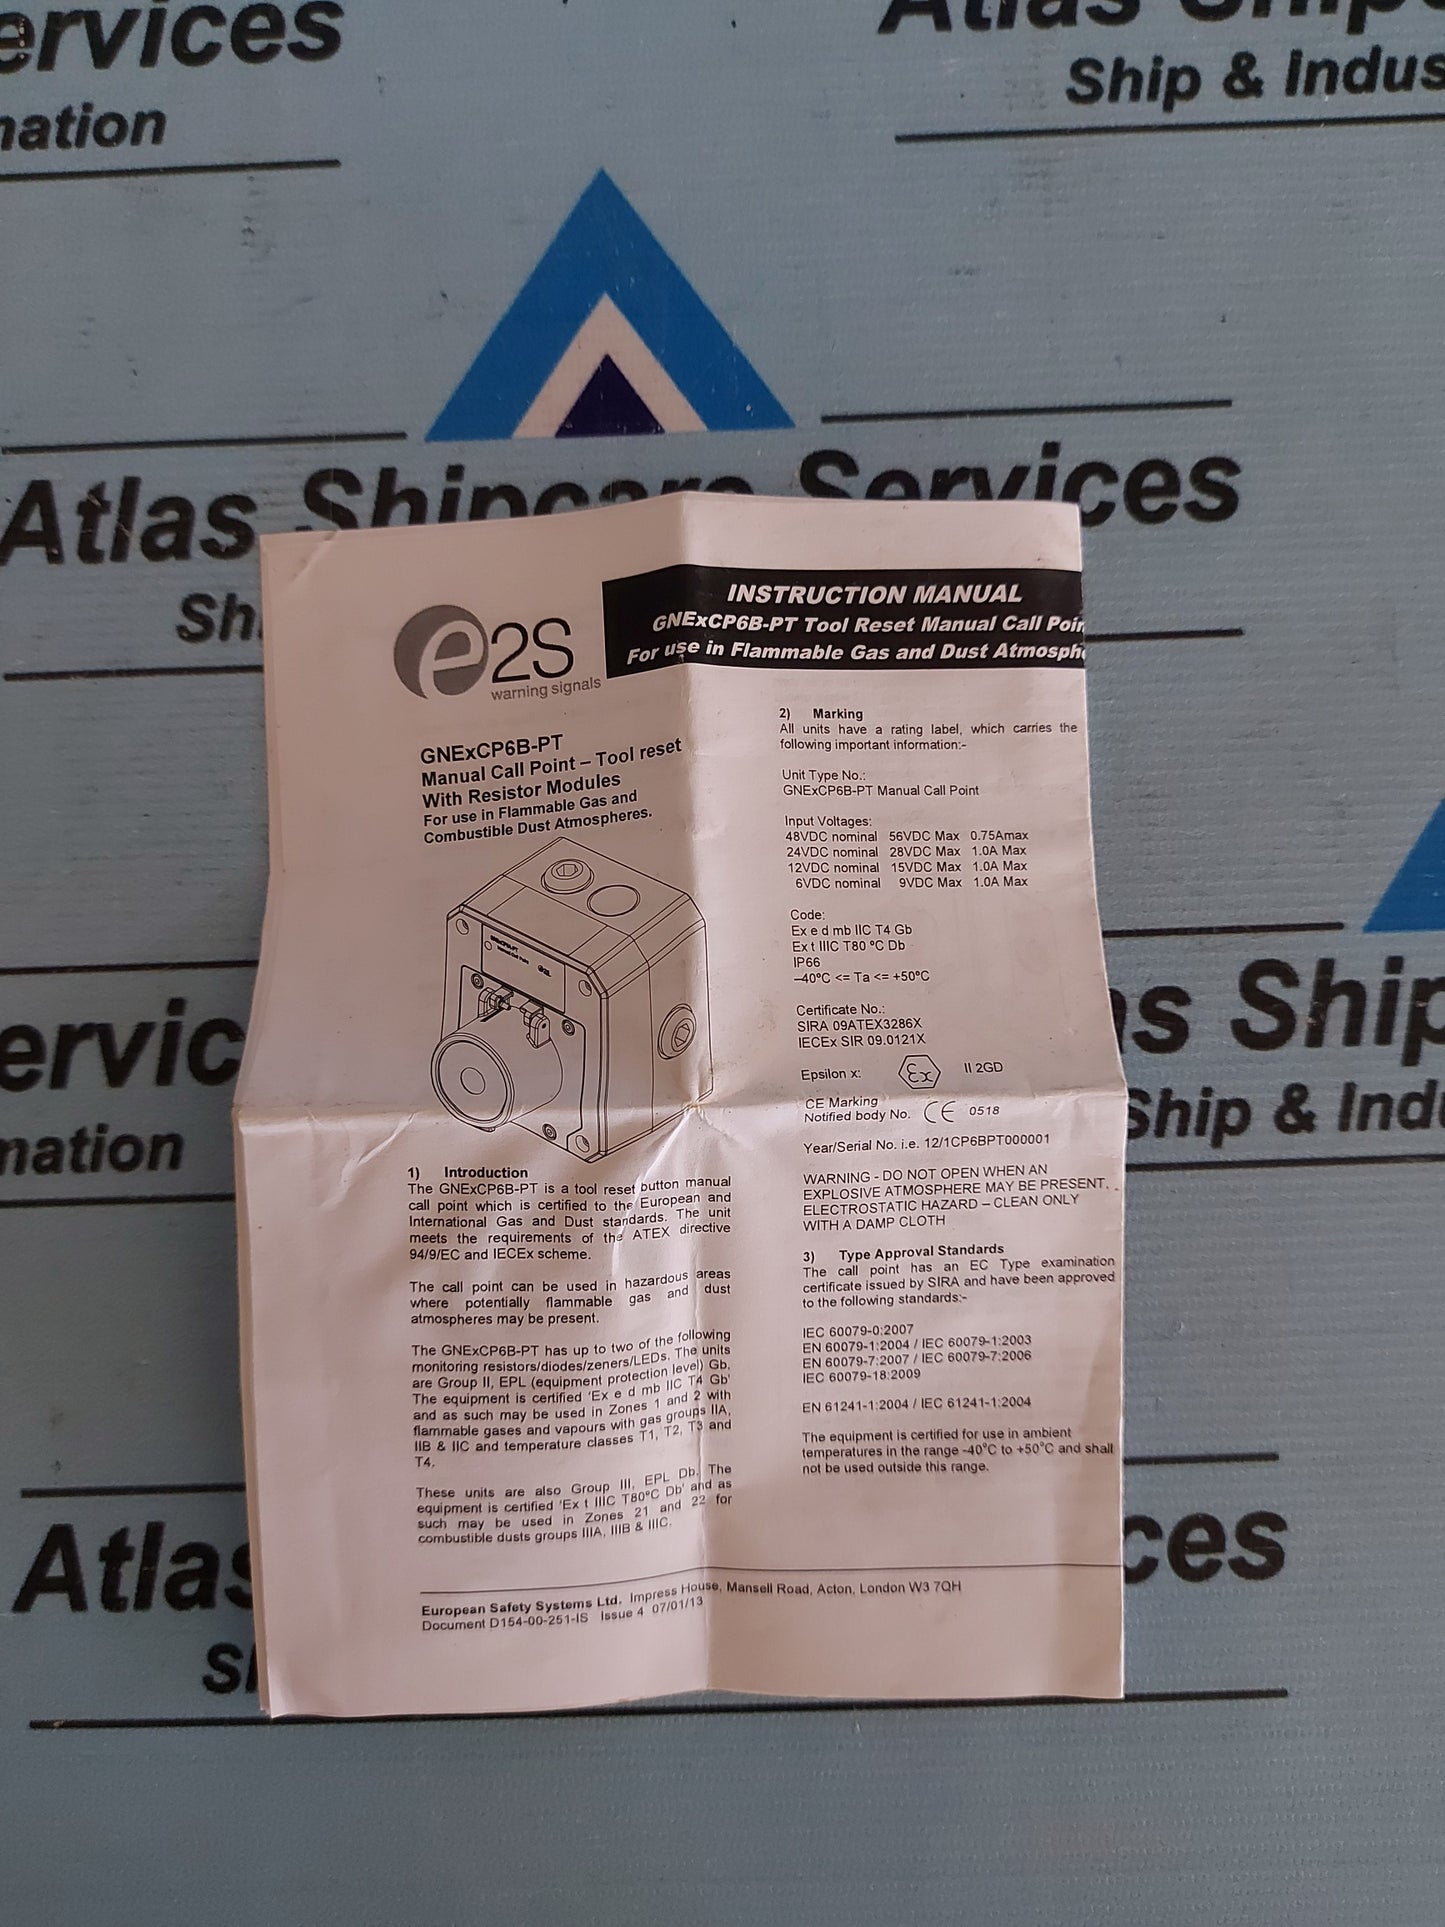 ervices
mation
Atlas Shipc
Ship & Indus
Atlas Shipcare Services
Sh
INSTRUCTION MANUAL
GNExCP6B-PT Tool Reset Manual Call Poin
For use in Flammable Gas and Dust Atmosphe
e2S
warning signals
GNExCP6B-PT
Manual Call Point – Tool reset
With Resistor Modules
For use in Flammable Gas and
Combustible Dust Atmospheres.
1) Introduction
The GNExCP6B-PT is a tool reset button manual
call point which is certified to the European and
International Gas and Dust standards. The unit
meets the requirements of the ATEX directive
94/9/EC and IECEx scheme.
The call point can be used in hazardous areas
where potentially flammable gas and dust
atmospheres may be present.
The GNExCP6B-PT has up to two of the following
monitoring resistors/diodes/zeners/LEDs. The units
are Group II, EPL (equipment protection level) Gb.
The equipment is certified 'Ex e d mb IIC T4 Gb'
and as such may be used in Zones 1 and 2 with
flammable gases and vapours with gas groups IIA,
IIB & IIC and temperature classes T1, T2, T3 and
T4.
These units are also Group III, EPL Db. The
equipment is certified 'Ex t IIIC T80°C Db' and as
such may be used in Zones 21 and 22 for
combustible dusts groups IIIA, IIIB & IIIC.
2) Marking
All units have a rating label, which carries the
following important information:-
Unit Type No.:
GNExCP6B-PT Manual Call Point
Input Voltages:
48VDC nominal 56VDC Max 0.75Amax
24VDC nominal 28VDC Max 1.0A Max
12VDC nominal 15VDC Max 1.0A Max
6VDC nominal 9VDC Max 1.0A Max
Code:
Ex e d mb IIC T4 Gb
Ex t IIIC T80 °C Db
IP66
–40°C <= Ta <= +50°C
Certificate No.:
SIRA 09ATEX3286X
IECEx SIR 09.0121X
Epsilon x: Ex II 2GD
CE Marking
Notified body No. CE 0518
Year/Serial No. i.e. 12/1CP6BPT000001
WARNING - DO NOT OPEN WHEN AN
EXPLOSIVE ATMOSPHERE MAY BE PRESENT.
ELECTROSTATIC HAZARD – CLEAN ONLY
WITH A DAMP CLOTH
3) Type Approval Standards
The call point has an EC Type examination
certificate issued by SIRA and have been approved
to the following standards:-
IEC 60079-0:2007
EN 60079-1:2004 / IEC 60079-1:2003
EN 60079-7:2007 / IEC 60079-7:2006
IEC 60079-18:2009
EN 61241-1:2004 / IEC 61241-1:2004
The equipment is certified for use in ambient
temperatures in the range -40°C to +50°C and shall
not be used outside this range.
European Safety Systems Ltd. Impress House, Mansell Road, Acton, London W3 7QH
Document D154-00-251-IS Issue 4 07/01/13
ervic
mation
as Ship
Ship & Indu
Atlas
ces